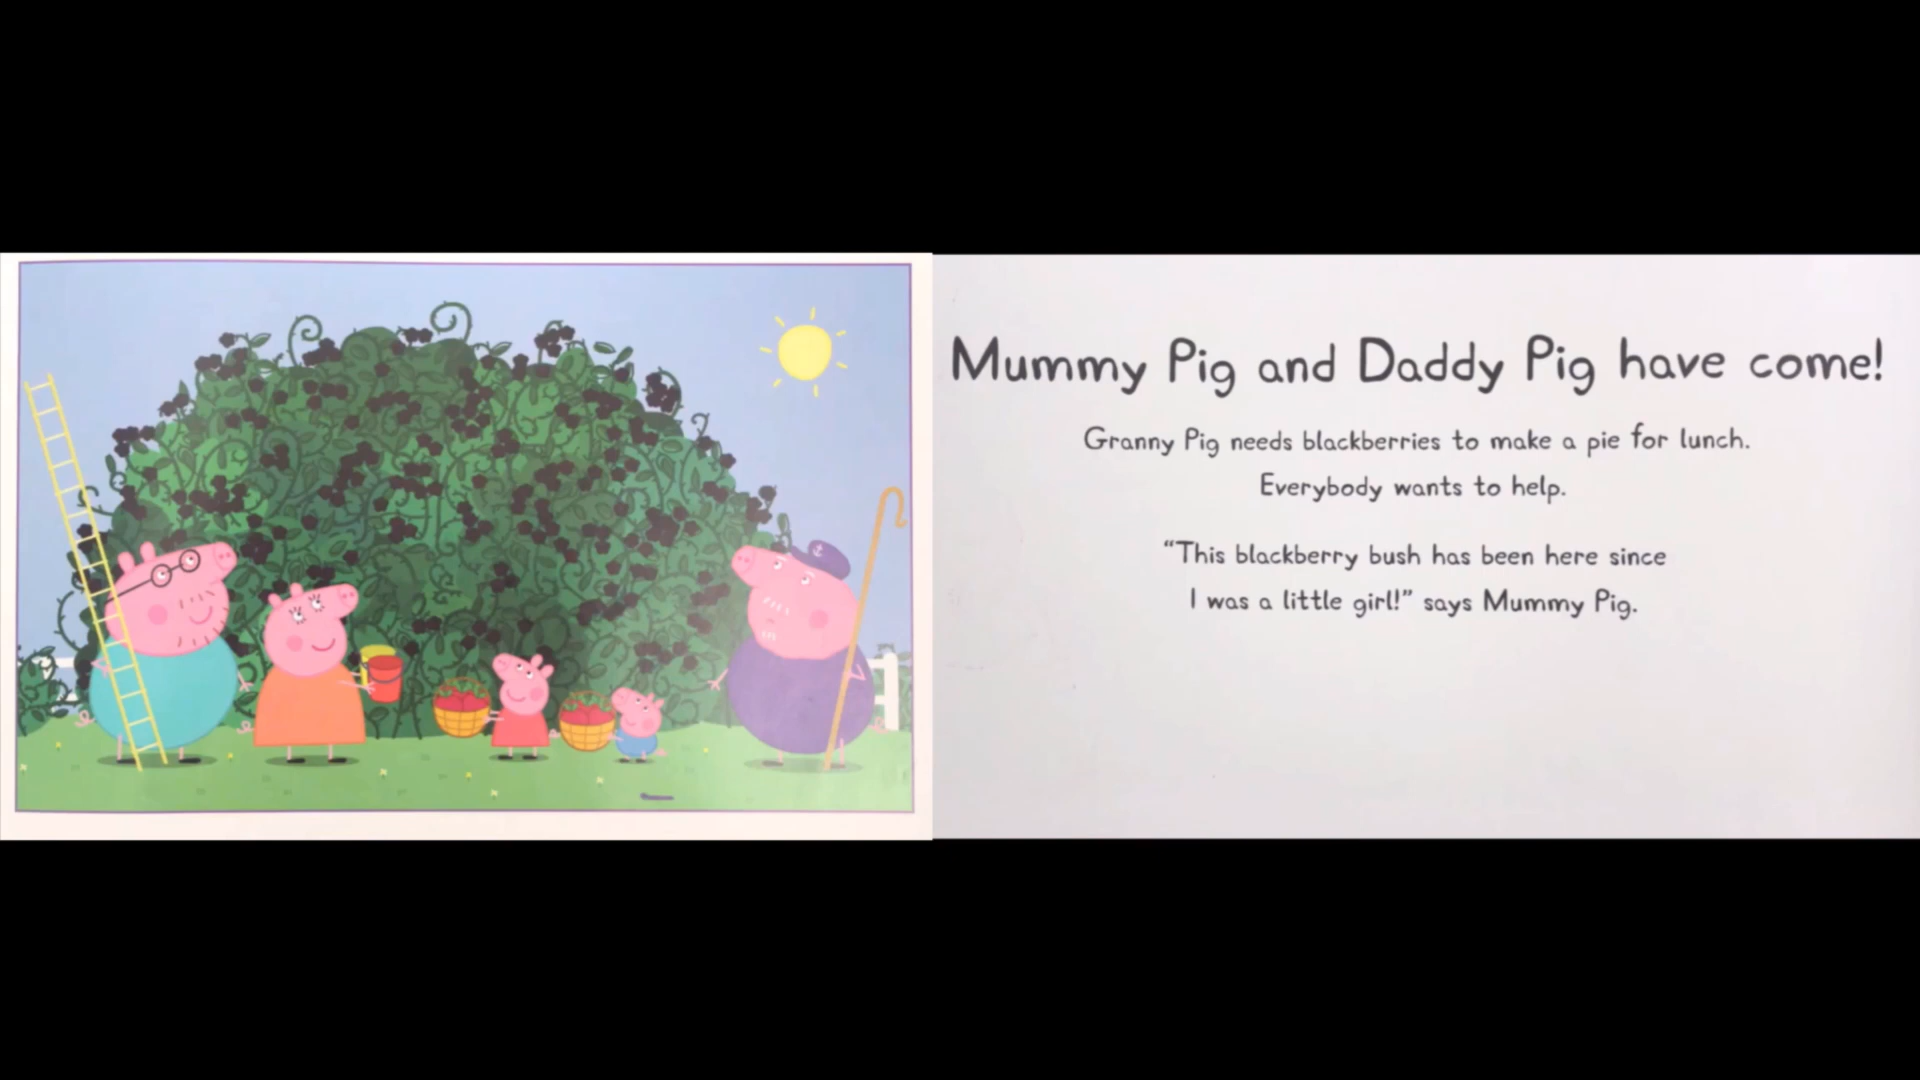 Mummy Pig and Daddy Pig have come!
Granny Pig needs blackberries to make a pie for lunch.
Everybody wants to help.
“This blackberry bush has been here since
I was a little girl!” says Mummy Pig.